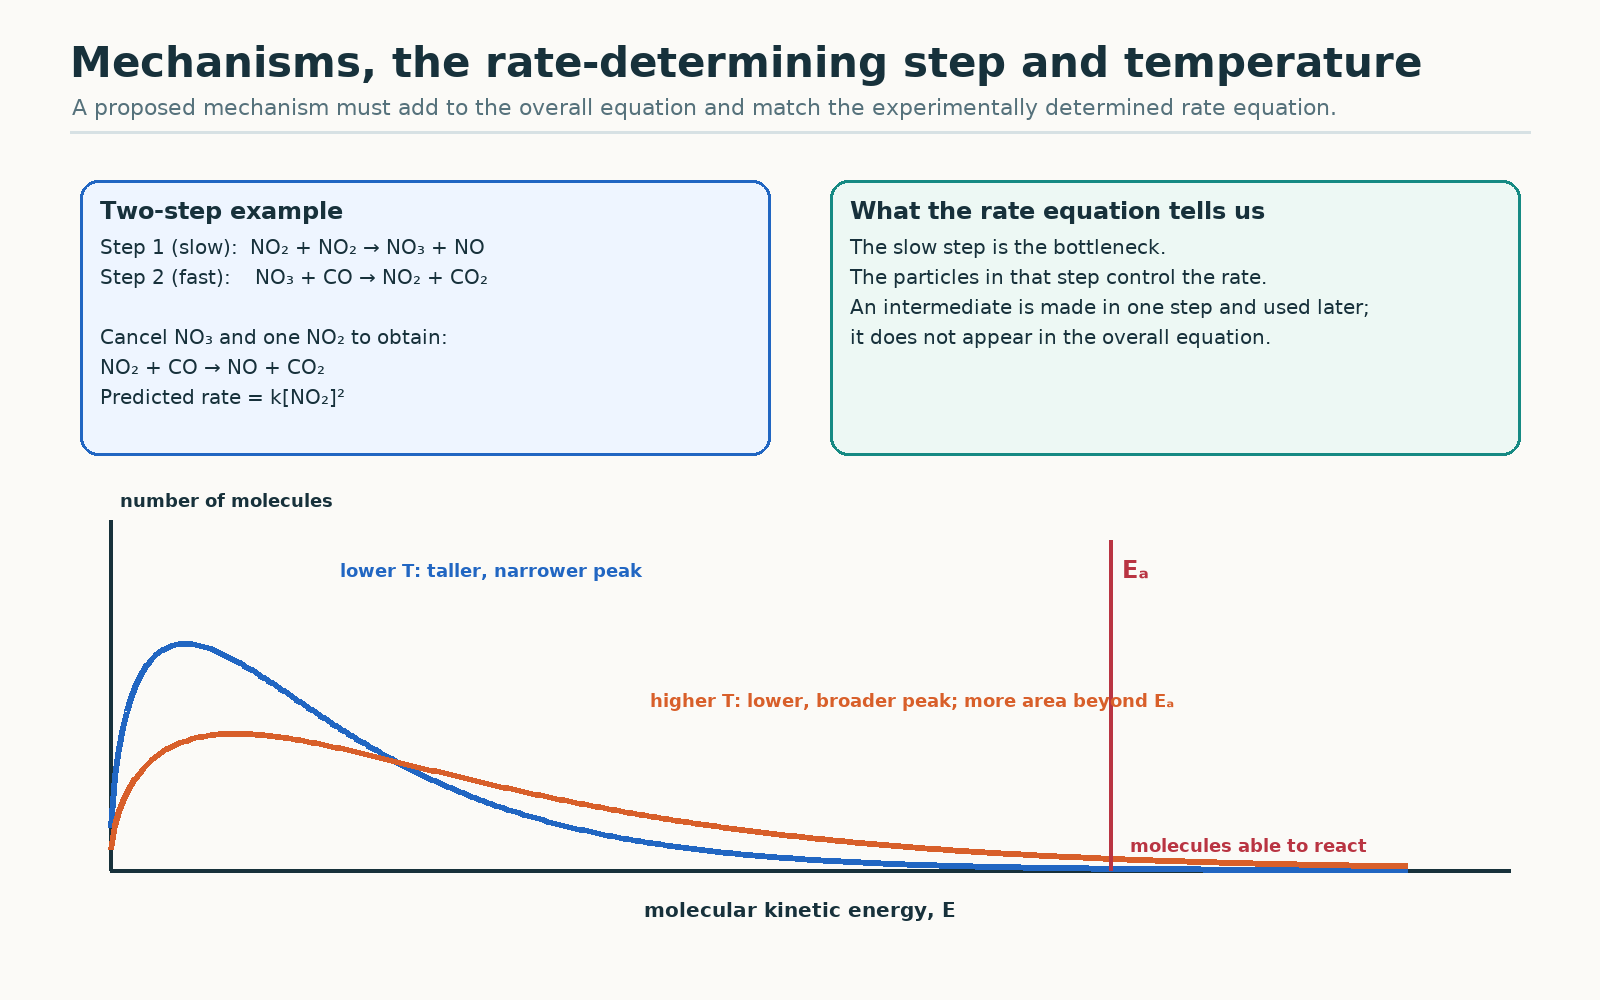 Mechanisms, the rate-determining step and temperature
A proposed mechanism must add to the overall equation and match the experimentally determined rate equation.
Two-step example
Step 1 (slow):  NO₂ + NO₂ → NO₃ + NO
Step 2 (fast):    NO₃ + CO → NO₂ + CO₂
Cancel NO₃ and one NO₂ to obtain:
NO₂ + CO → NO + CO₂
Predicted rate = k[NO₂]²
What the rate equation tells us
The slow step is the bottleneck.
The particles in that step control the rate.
An intermediate is made in one step and used later;
it does not appear in the overall equation.
number of molecules
lower T: taller, narrower peak
Eₐ
higher T: lower, broader peak; more area beyond Eₐ
molecules able to react
molecular kinetic energy, E